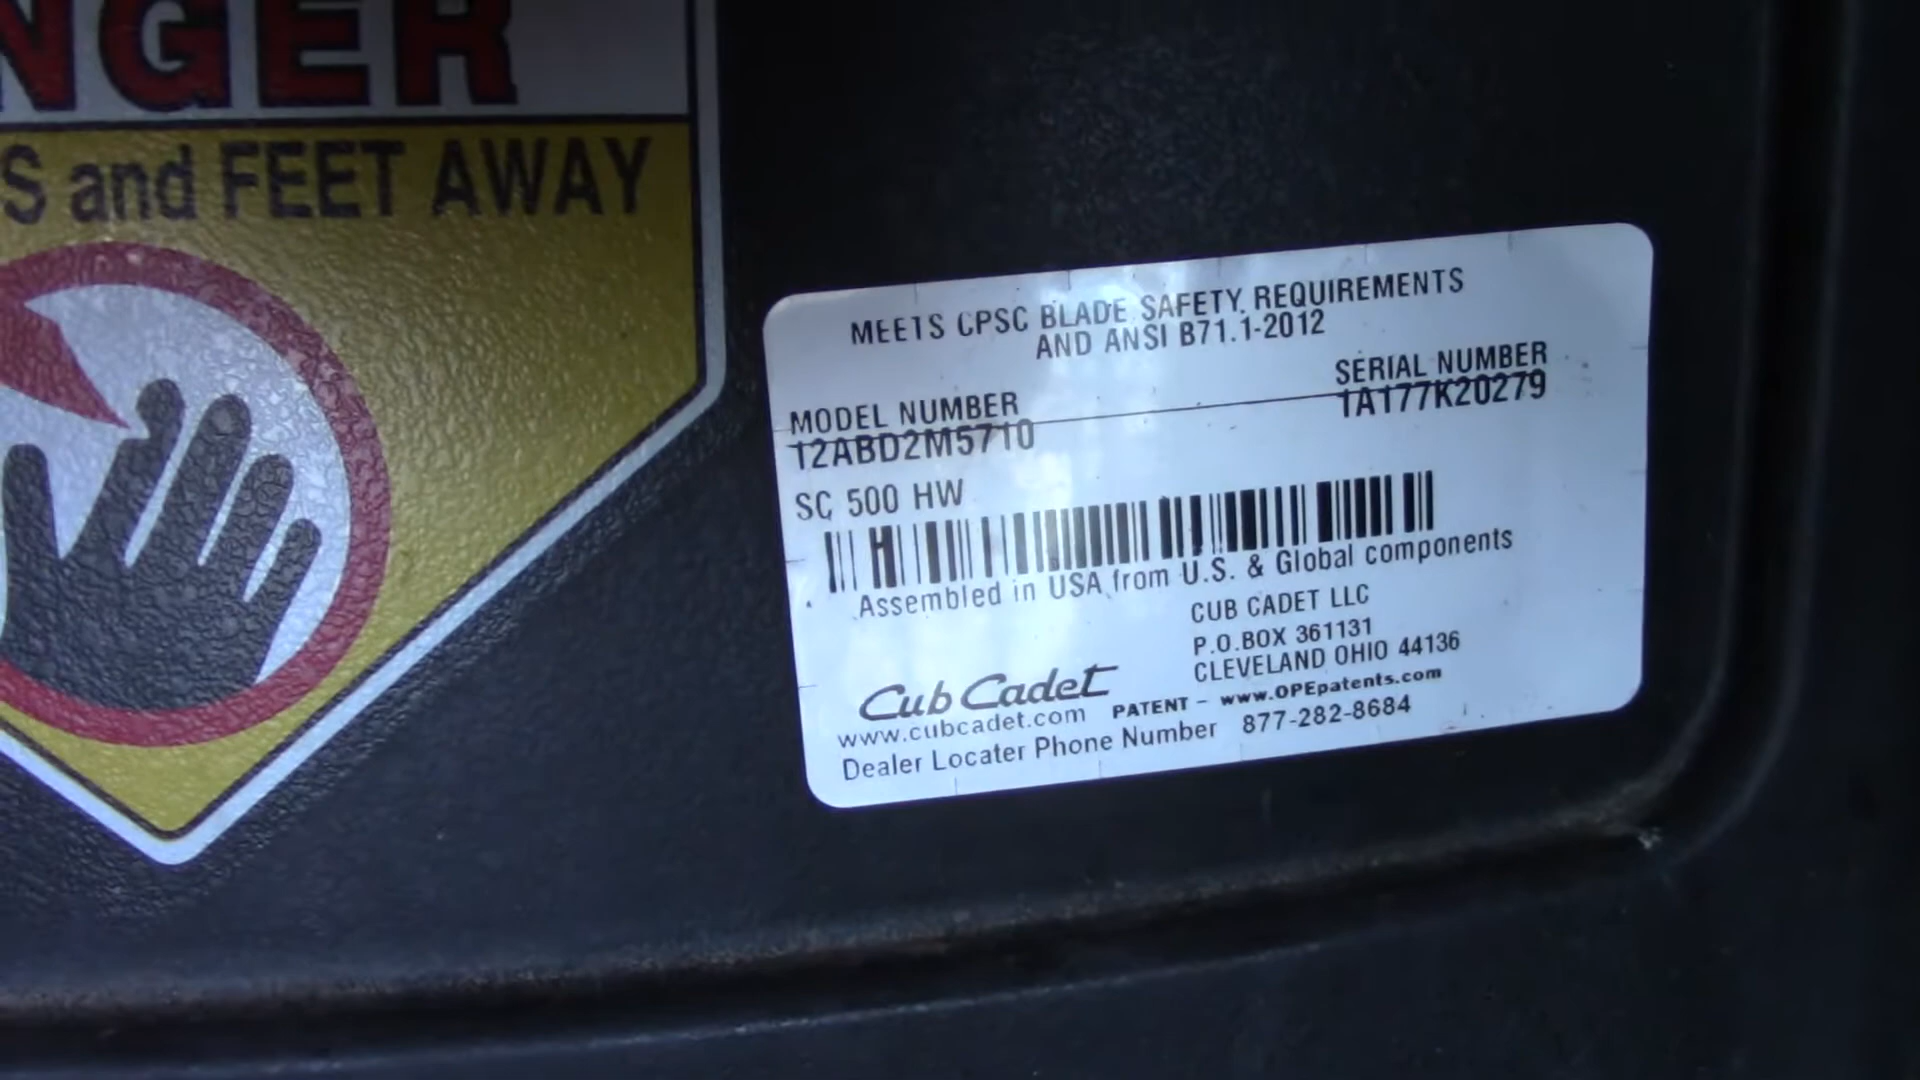 NGER
S and FEET AWAY
MEETS CPSC BLADE SAFETY REQUIREMENTS
AND ANSI B71.1-2012
MODEL NUMBER
12ABD2M5710
SERIAL NUMBER
1A177K20279
SC 500 HW
Assembled in USA from U.S. & Global components
CUB CADET LLC
P.O.BOX 361131
CLEVELAND OHIO 44136
Cub Cadet
www.cubcadet.com
PATENT - www.OPEpatents.com
Dealer Locater Phone Number 877-282-8684